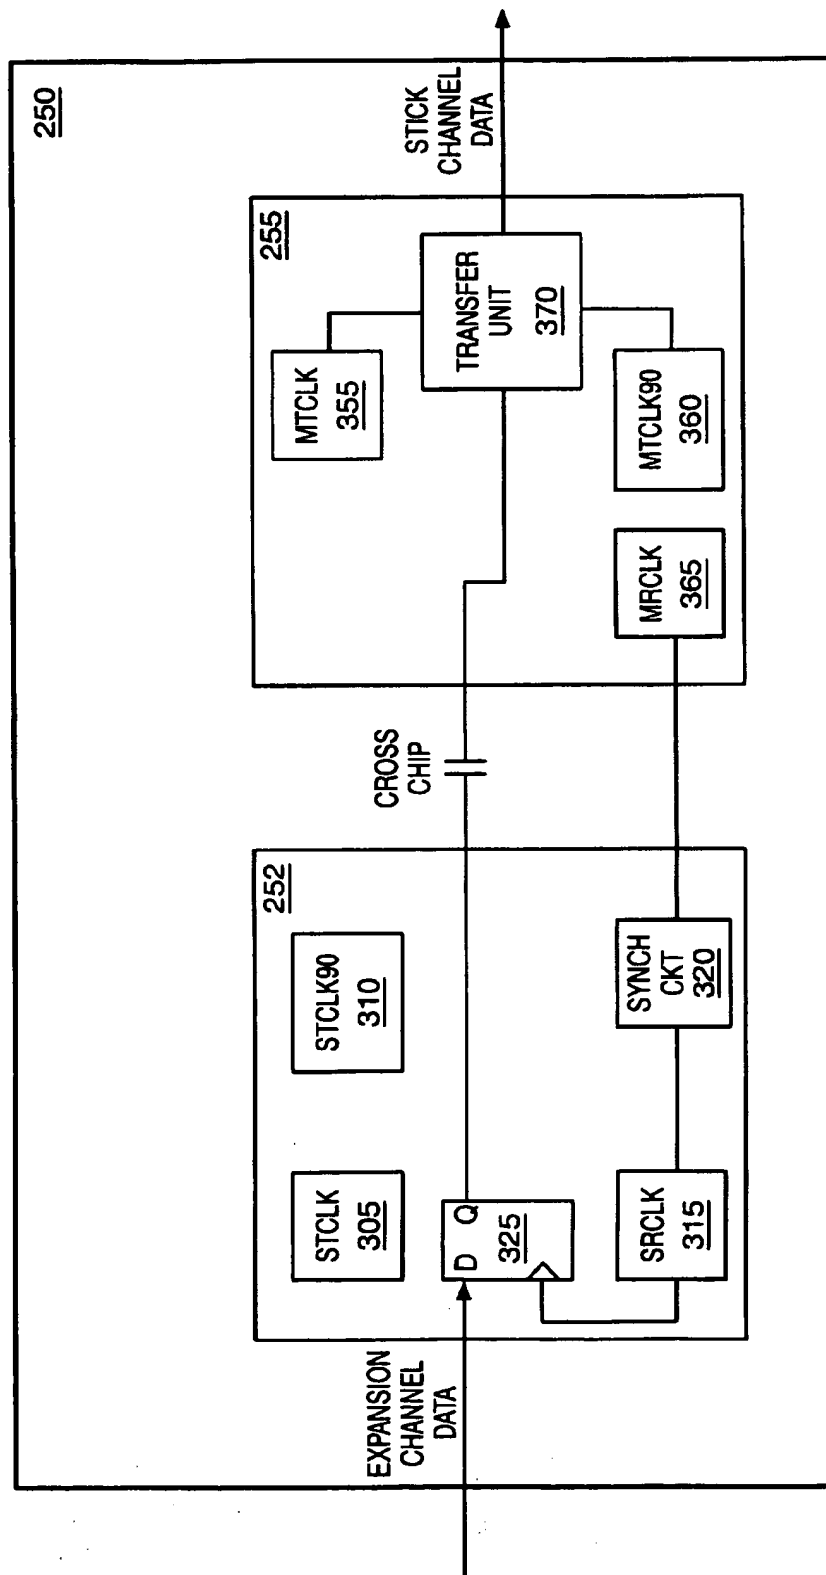 250
252
STCLK
305
STCLK90
310
EXPANSION
CHANNEL
DATA
D Q
325
SRCLK
315
SYNCH
CKT
320
CROSS
CHIP
255
MTCLK
355
TRANSFER
UNIT
370
MRCLK
365
MTCLK90
360
STICK
CHANNEL
DATA